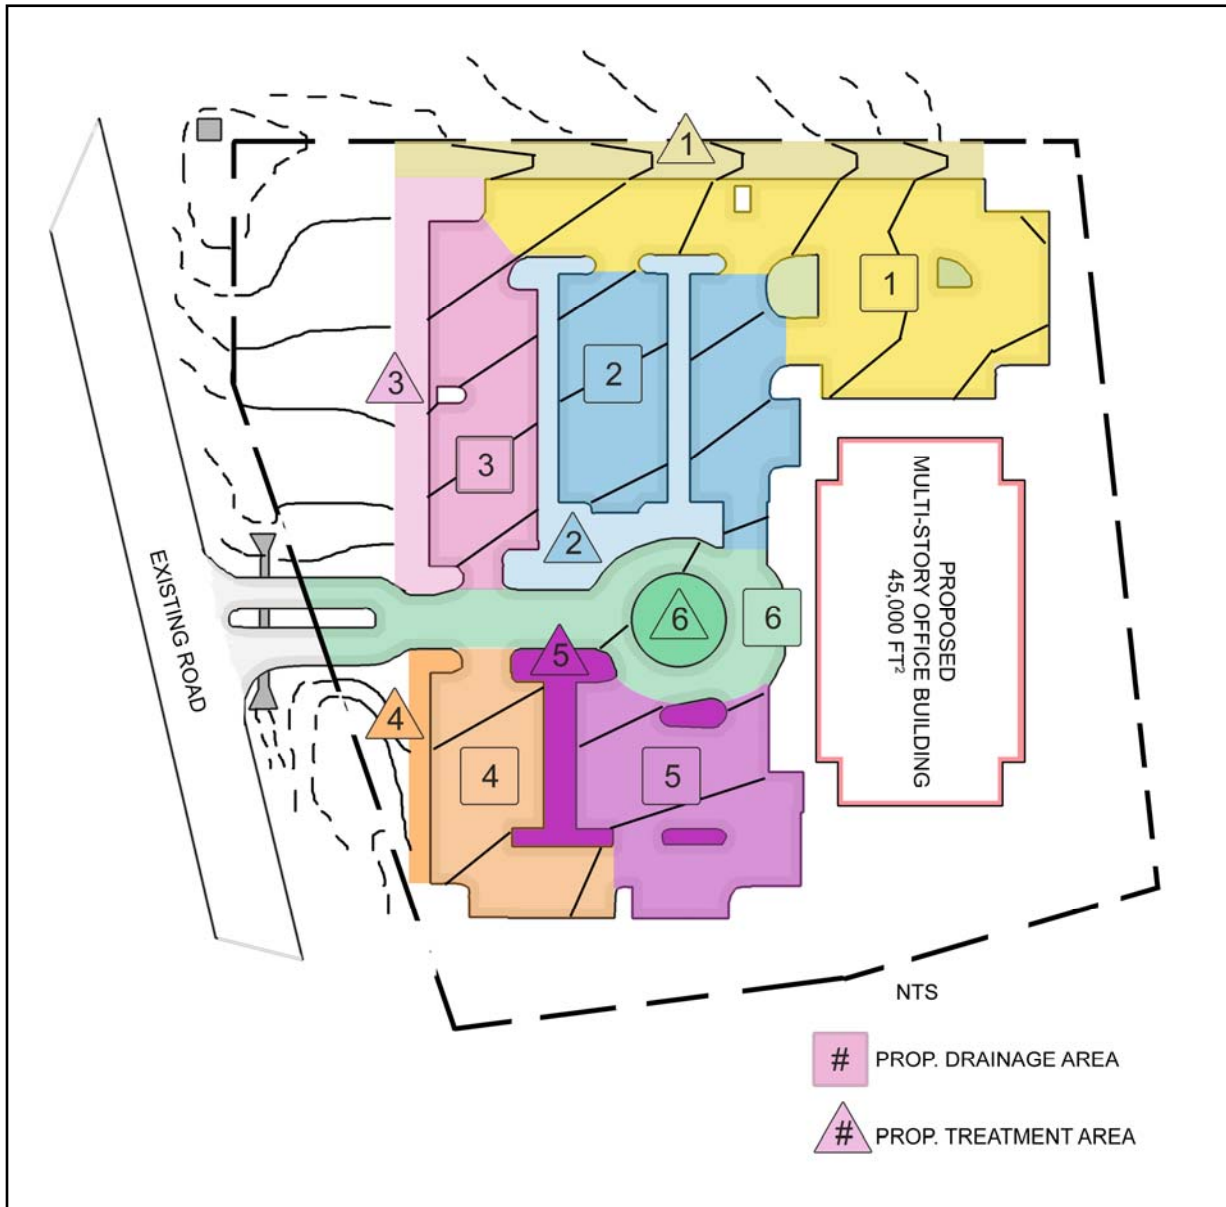 1
1
2
3
3
2
EXISTING ROAD
6
6
5
4
4
5
PROPOSED
MULTI-STORY OFFICE BUILDING
45,000 FT²
NTS
# PROP. DRAINAGE AREA
# PROP. TREATMENT AREA